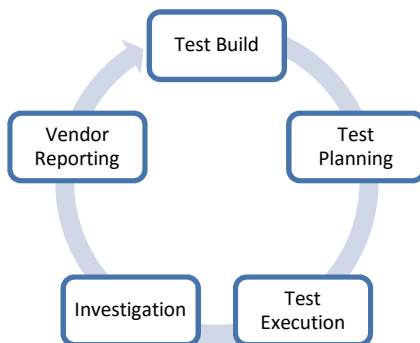 Test Build
Test
Planning
Test
Execution
Investigation
Vendor
Reporting